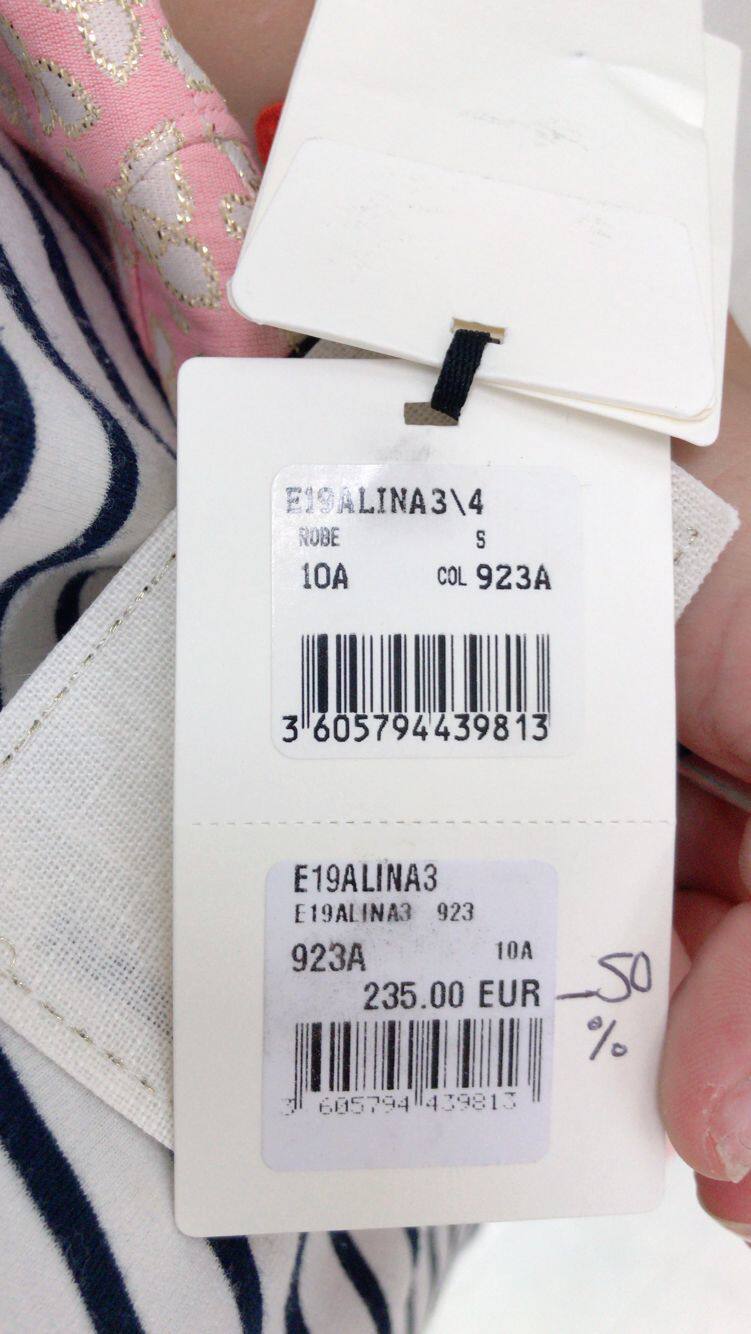 E19ALINA3\4
ROBE S
10A COL 923A
3 605794 439813
E19ALINA3
E19ALINA3 923
923A 10A
235.00 EUR -50
%
3 605794 439813